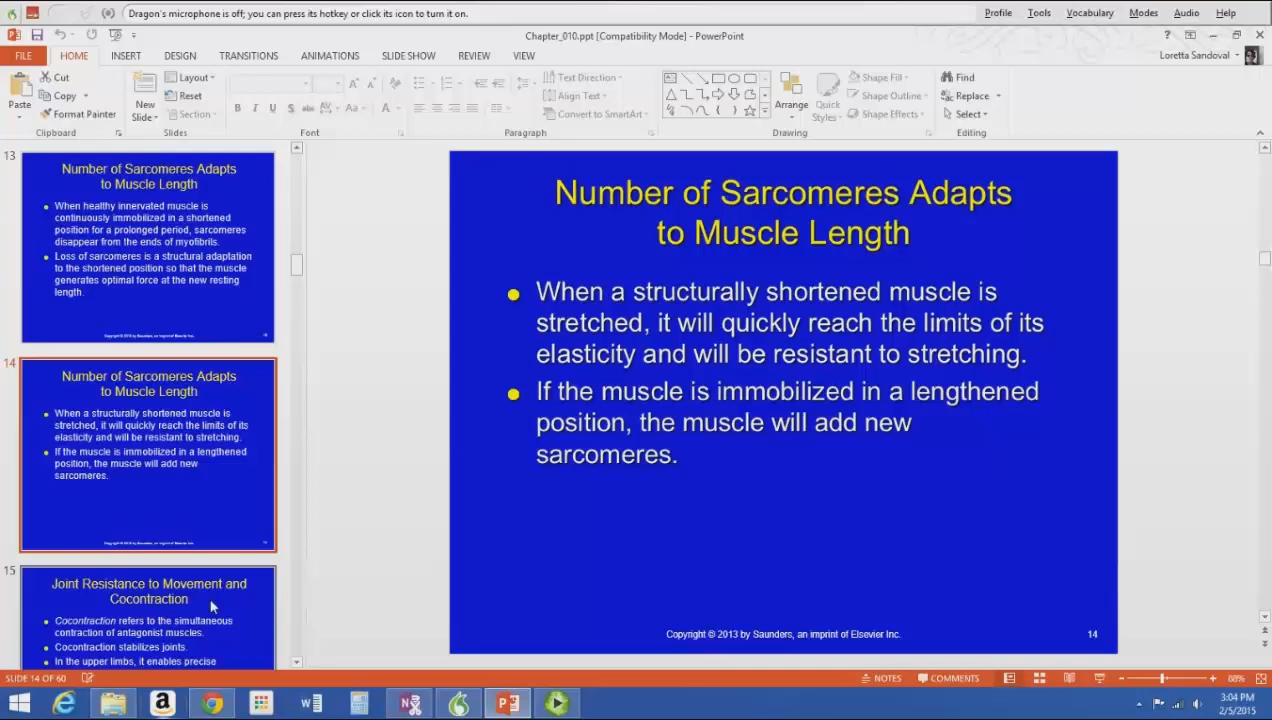 Dragon's microphone is off; you can press its hotkey or click its icon to turn it on.
Profile Tools Vocabulary Modes Audio Help
Chapter_010.ppt [Compatibility Mode] - PowerPoint
FILE HOME INSERT DESIGN TRANSITIONS ANIMATIONS SLIDE SHOW REVIEW VIEW
Loretta Sandoval
Paste
Cut
Copy
Format Painter
Clipboard
New
Slide
Layout
Reset
Section
Slides
Font
Text Direction
Align Text
Convert to SmartArt
Paragraph
Arrange
Quick
Styles
Shape Fill
Shape Outline
Shape Effects
Drawing
Find
Replace
Select
Editing
13
Number of Sarcomeres Adapts
to Muscle Length
When healthy innervated muscle is
continuously immobilized in a shortened
position for a prolonged period, sarcomeres
disappear from the ends of myofibrils.
Loss of sarcomeres is a structural adaptation
to the shortened position so that the muscle
generates optimal force at the new resting
length.
14
Number of Sarcomeres Adapts
to Muscle Length
When a structurally shortened muscle is
stretched, it will quickly reach the limits of its
elasticity and will be resistant to stretching.
If the muscle is immobilized in a lengthened
position, the muscle will add new
sarcomeres.
15
Joint Resistance to Movement and
Cocontraction
Cocontraction refers to the simultaneous
contraction of antagonist muscles.
Cocontraction stabilizes joints.
In the upper limbs, it enables precise
Number of Sarcomeres Adapts
to Muscle Length
When a structurally shortened muscle is
stretched, it will quickly reach the limits of its
elasticity and will be resistant to stretching.
If the muscle is immobilized in a lengthened
position, the muscle will add new
sarcomeres.
Copyright © 2013 by Saunders, an imprint of Elsevier Inc.
14
SLIDE 14 OF 60
NOTES
COMMENTS
88%
3:04 PM
2/5/2015